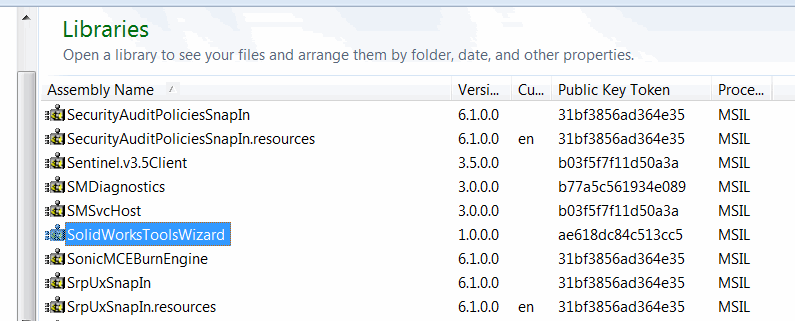 Libraries
Open a library to see your files and arrange them by folder, date, and other properties.
Assembly Name Versi... Cu... Public Key Token Proce...
SecurityAuditPoliciesSnapIn 6.1.0.0 31bf3856ad364e35 MSIL
SecurityAuditPoliciesSnapIn.resources 6.1.0.0 en 31bf3856ad364e35 MSIL
Sentinel.v3.5Client 3.5.0.0 b03f5f7f11d50a3a MSIL
SMDiagnostics 3.0.0.0 b77a5c561934e089 MSIL
SMSvcHost 3.0.0.0 b03f5f7f11d50a3a MSIL
SolidWorksToolsWizard 1.0.0.0 ae618dc84c513cc5 MSIL
SonicMCEBurnEngine 6.1.0.0 31bf3856ad364e35 MSIL
SrpUxSnapIn 6.1.0.0 31bf3856ad364e35 MSIL
SrpUxSnapIn.resources 6.1.0.0 en 31bf3856ad364e35 MSIL